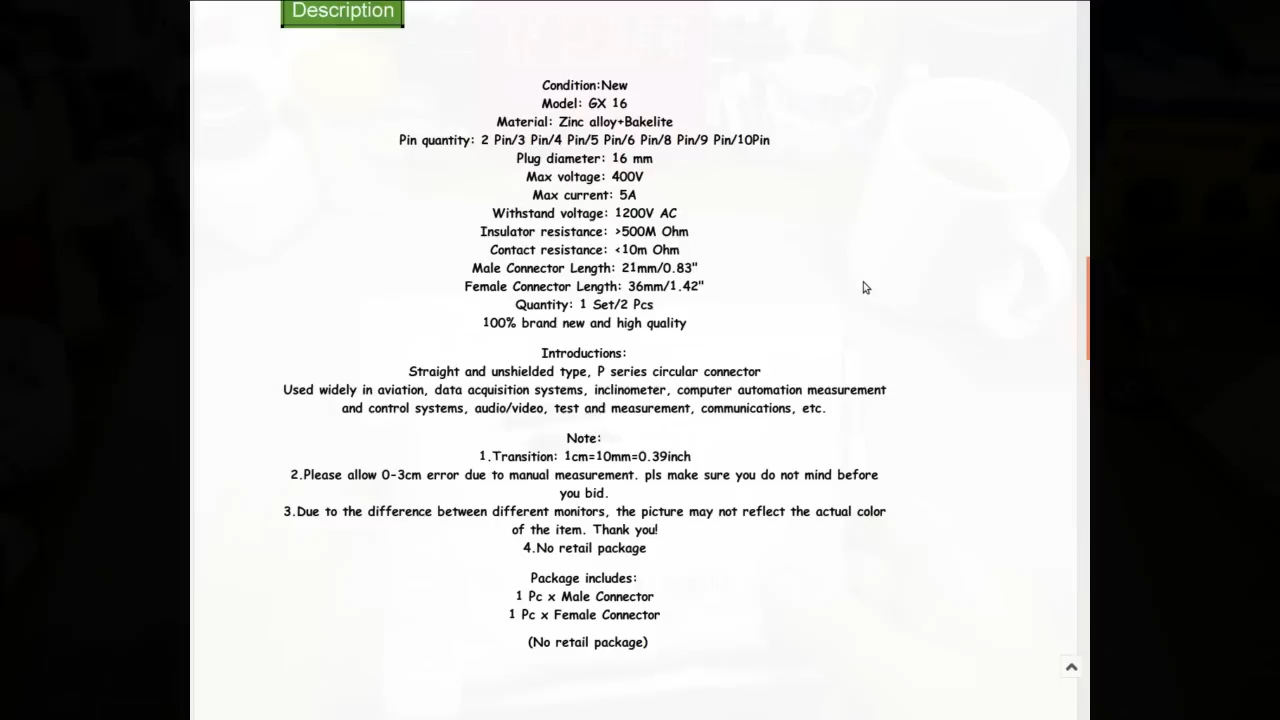 Description
Condition:New
Model: GX 16
Material: Zinc alloy+Bakelite
Pin quantity: 2 Pin/3 Pin/4 Pin/5 Pin/6 Pin/8 Pin/9 Pin/10Pin
Plug diameter: 16 mm
Max voltage: 400V
Max current: 5A
Withstand voltage: 1200V AC
Insulator resistance: >500M Ohm
Contact resistance: <10m Ohm
Male Connector Length: 21mm/0.83"
Female Connector Length: 36mm/1.42"
Quantity: 1 Set/2 Pcs
100% brand new and high quality
Introductions:
Straight and unshielded type, P series circular connector
Used widely in aviation, data acquisition systems, inclinometer, computer automation measurement
and control systems, audio/video, test and measurement, communications, etc.
Note:
1.Transition: 1cm=10mm=0.39inch
2.Please allow 0-3cm error due to manual measurement. pls make sure you do not mind before
you bid.
3.Due to the difference between different monitors, the picture may not reflect the actual color
of the item. Thank you!
4.No retail package
Package includes:
1 Pc x Male Connector
1 Pc x Female Connector
(No retail package)